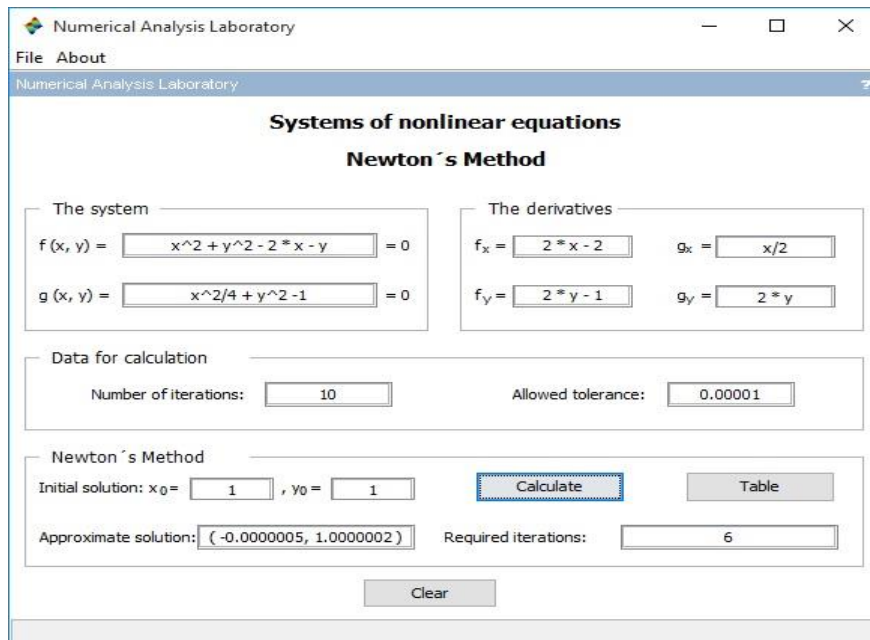 Numerical Analysis Laboratory
File About
Numerical Analysis Laboratory ?
Systems of nonlinear equations
Newton´s Method
The system
f (x, y) = x^2 + y^2 - 2 * x - y = 0
g (x, y) = x^2/4 + y^2 -1 = 0
The derivatives
fx = 2 * x - 2 gx = x/2
fy = 2 * y - 1 gy = 2 * y
Data for calculation
Number of iterations: 10 Allowed tolerance: 0.00001
Newton´s Method
Initial solution: x0= 1 , y0 = 1 Calculate Table
Approximate solution: ( -0.0000005, 1.0000002 ) Required iterations: 6
Clear